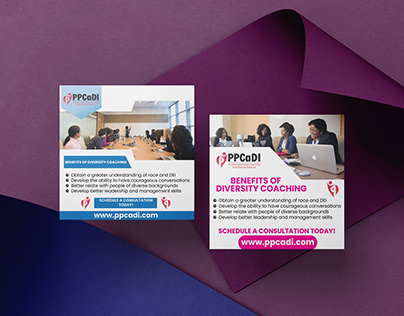 PPCaDI
BENEFITS OF DIVERSITY COACHING
Obtain a greater understanding of race and DEI
Develop the ability to have courageous conversations
Better relate with people of diverse backgrounds
Develop better leadership and management skills
SCHEDULE A CONSULTATION
TODAY!
www.ppcadi.com
PPCaDI
BENEFITS OF
DIVERSITY COACHING
Obtain a greater understanding of race and DEI
Develop the ability to have courageous conversations
Better relate with people of diverse backgrounds
Develop better leadership and management skills
SCHEDULE A CONSULTATION TODAY!
www.ppcadi.com